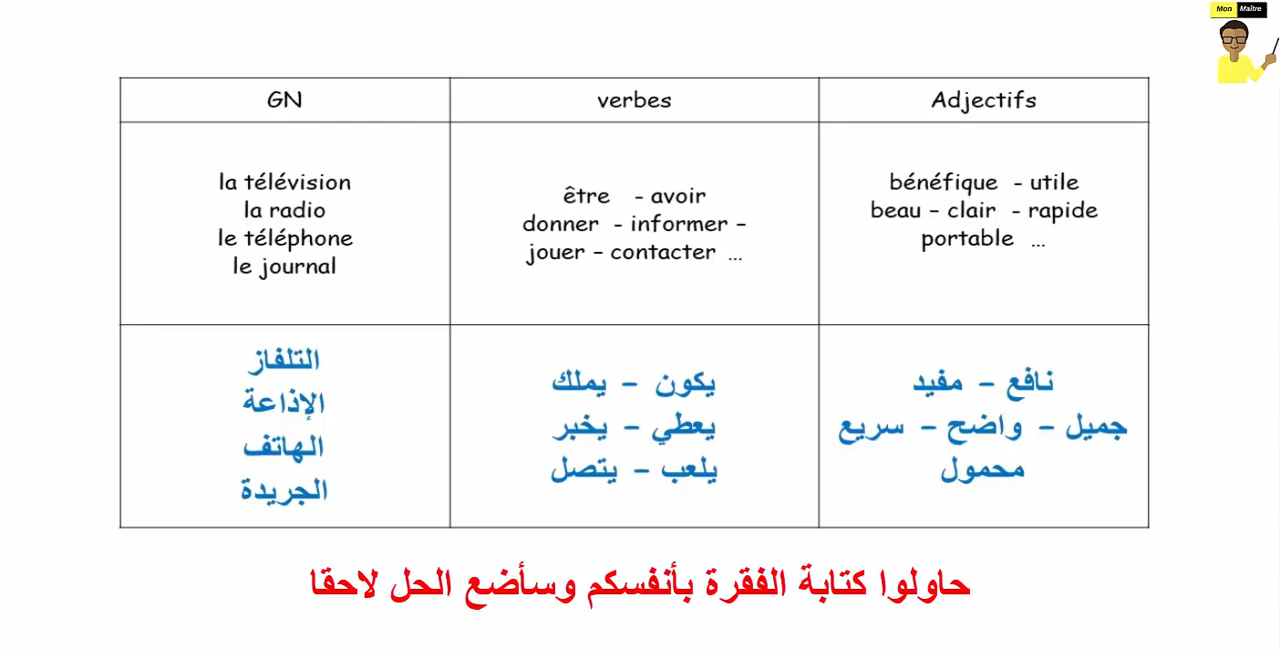 Mon Maître
GN
verbes
Adjectifs
la télévision
la radio
le téléphone
le journal
être - avoir
donner - informer –
jouer – contacter ...
bénéfique - utile
beau – clair - rapide
portable ...
التلفاز
الإذاعة
الهاتف
الجريدة
يكون – يملك
يعطي – يخبر
يلعب – يتصل
نافع – مفيد
جميل – واضح – سريع
محمول
حاولوا كتابة الفقرة بأنفسكم وسأضع الحل لاحقا